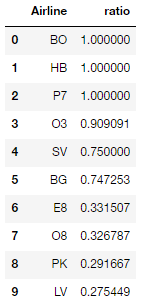 Airline ratio
0 BO 1.000000
1 HB 1.000000
2 P7 1.000000
3 O3 0.909091
4 SV 0.750000
5 BG 0.747253
6 E8 0.331507
7 O8 0.326787
8 PK 0.291667
9 LV 0.275449